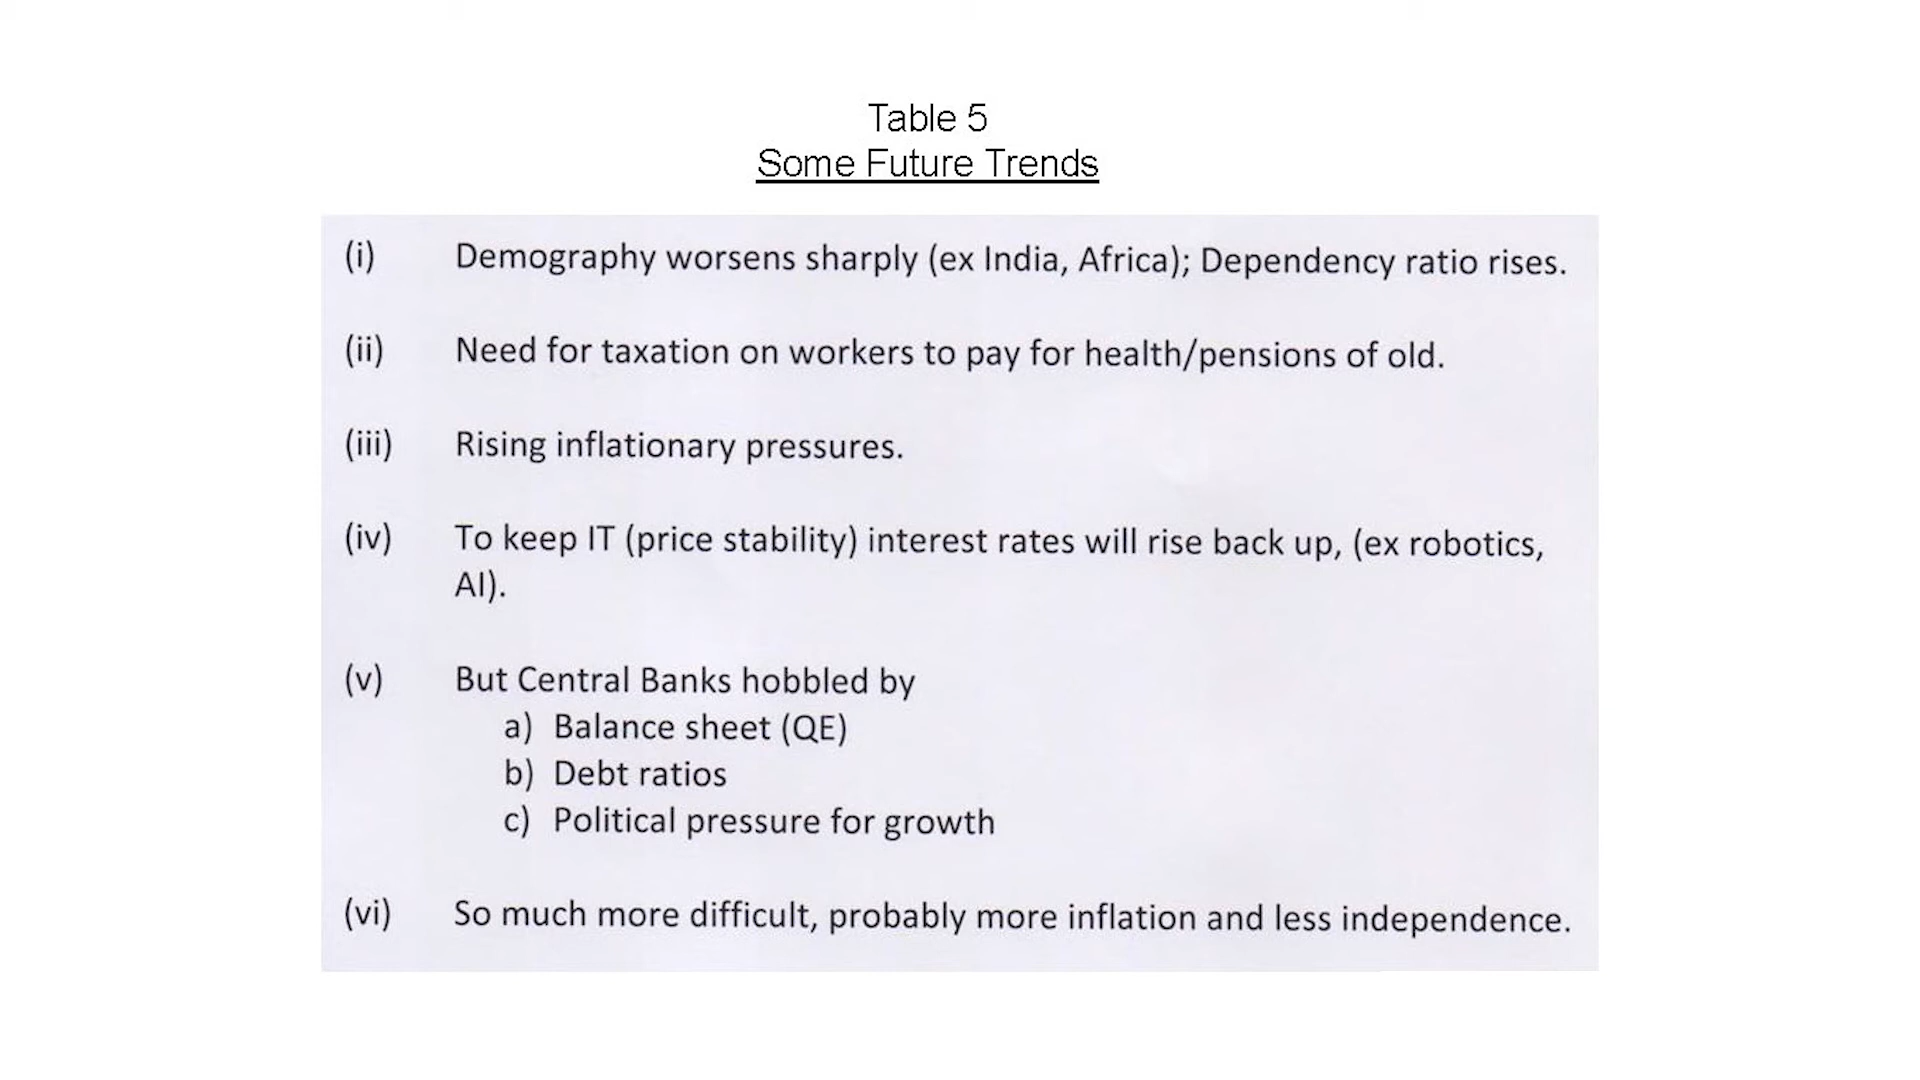 Table 5
Some Future Trends
(i) Demography worsens sharply (ex India, Africa); Dependency ratio rises.
(ii) Need for taxation on workers to pay for health/pensions of old.
(iii) Rising inflationary pressures.
(iv) To keep IT (price stability) interest rates will rise back up, (ex robotics,
AI).
(v) But Central Banks hobbled by
a) Balance sheet (QE)
b) Debt ratios
c) Political pressure for growth
(vi) So much more difficult, probably more inflation and less independence.